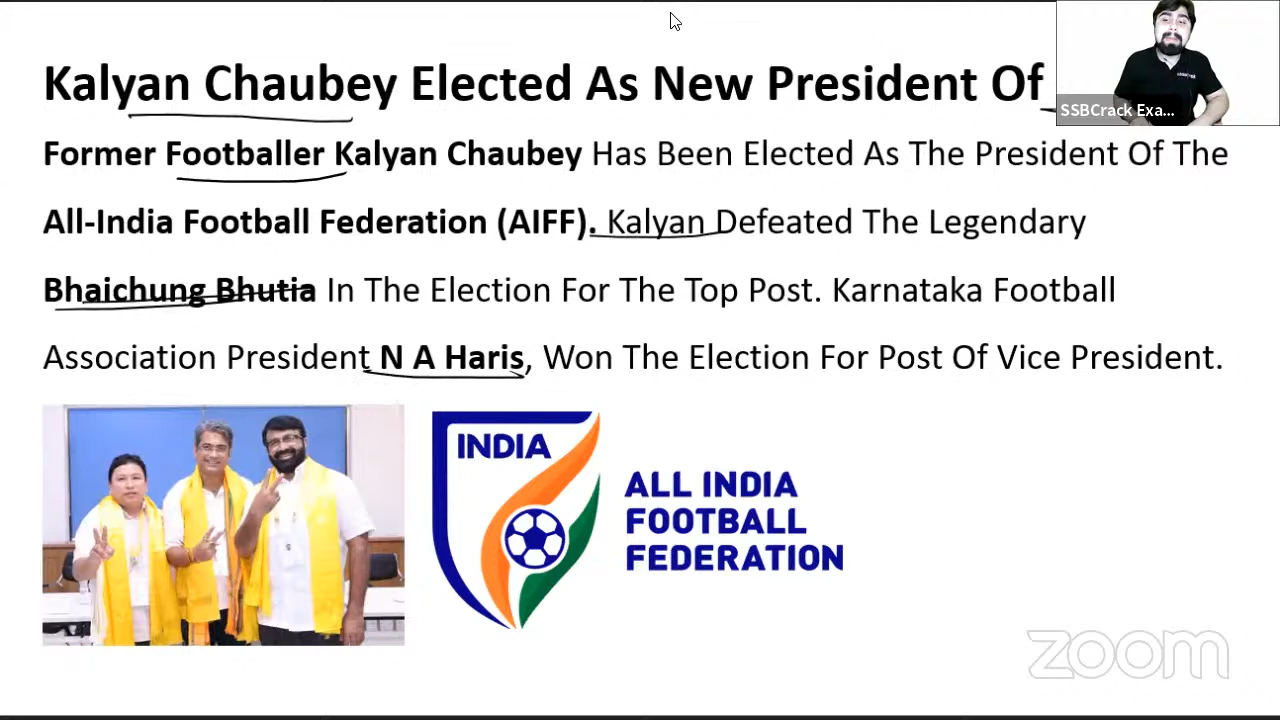 Kalyan Chaubey Elected As New President Of
SSBCrack Exa...
Former Footballer Kalyan Chaubey Has Been Elected As The President Of The
All-India Football Federation (AIFF). Kalyan Defeated The Legendary
Bhaichung Bhutia In The Election For The Top Post. Karnataka Football
Association President N A Haris, Won The Election For Post Of Vice President.
INDIA
ALL INDIA
FOOTBALL
FEDERATION
zoom